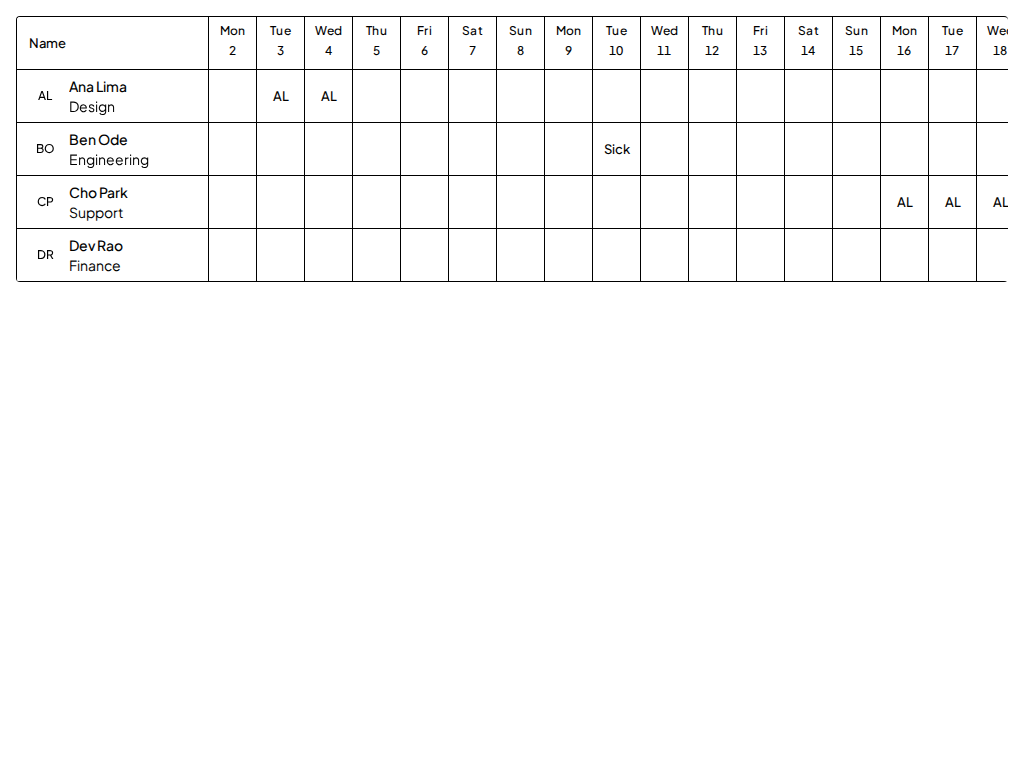 Name Mon Tue Wed Thu Fri Sat Sun Mon Tue Wed Thu Fri Sat Sun Mon Tue
2 3 4 5 6 7 8 9 10 11 12 13 14 15 16 17 18
AL Ana Lima AL AL
Design
BO Ben Ode Sick
Engineering
CP Cho Park AL AL AL
Support
DR Dev Rao
Finance